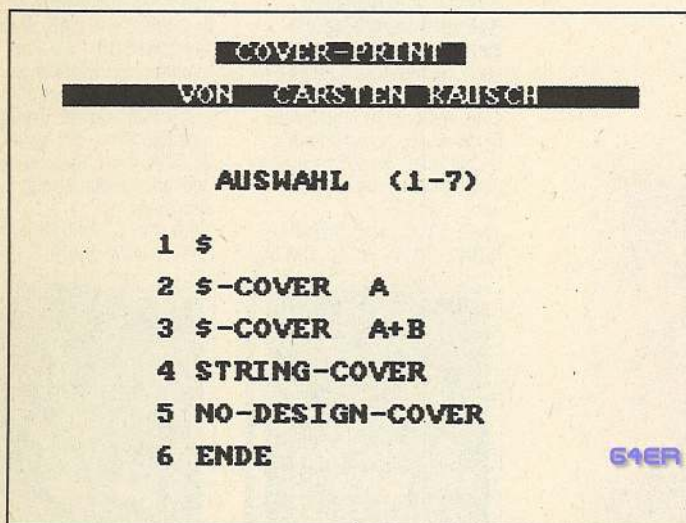 COVER-PRINT
VON CARSTEN RAUSCH
AUSWAHL (1-7)
1 $
2 $-COVER A
3 $-COVER A+B
4 STRING-COVER
5 NO-DESIGN-COVER
6 ENDE
64ER